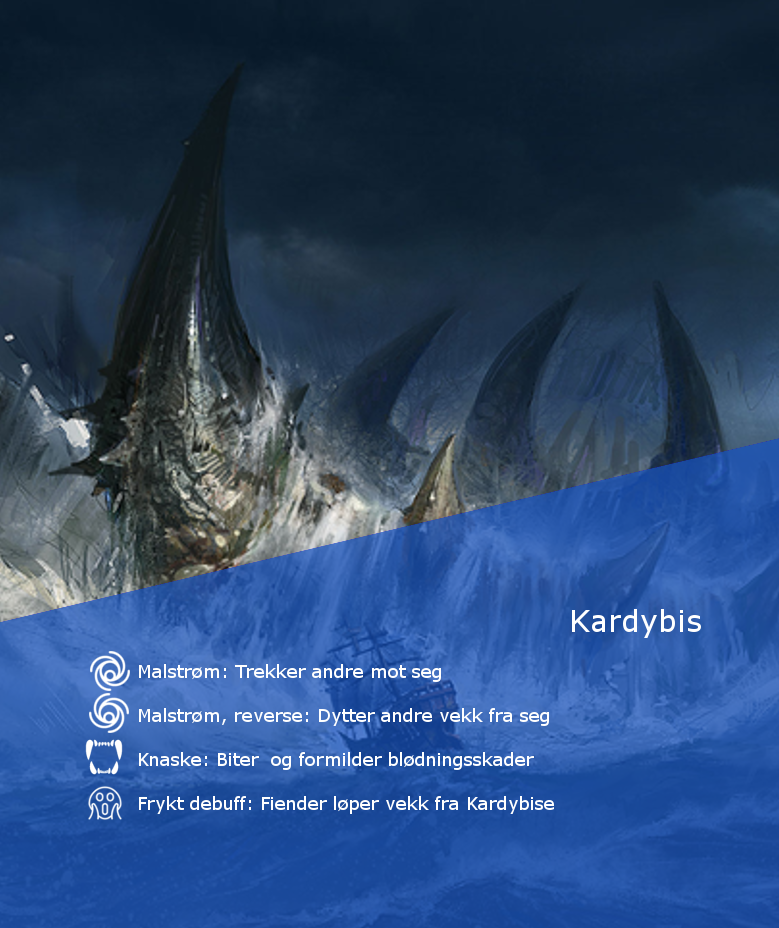 Kardybis
Malstrøm: Trekker andre mot seg
Malstrøm, reverse: Dytter andre vekk fra seg
Knaske: Biter  og formilder blødningsskader
Frykt debuff: Fiender løper vekk fra Kardybise